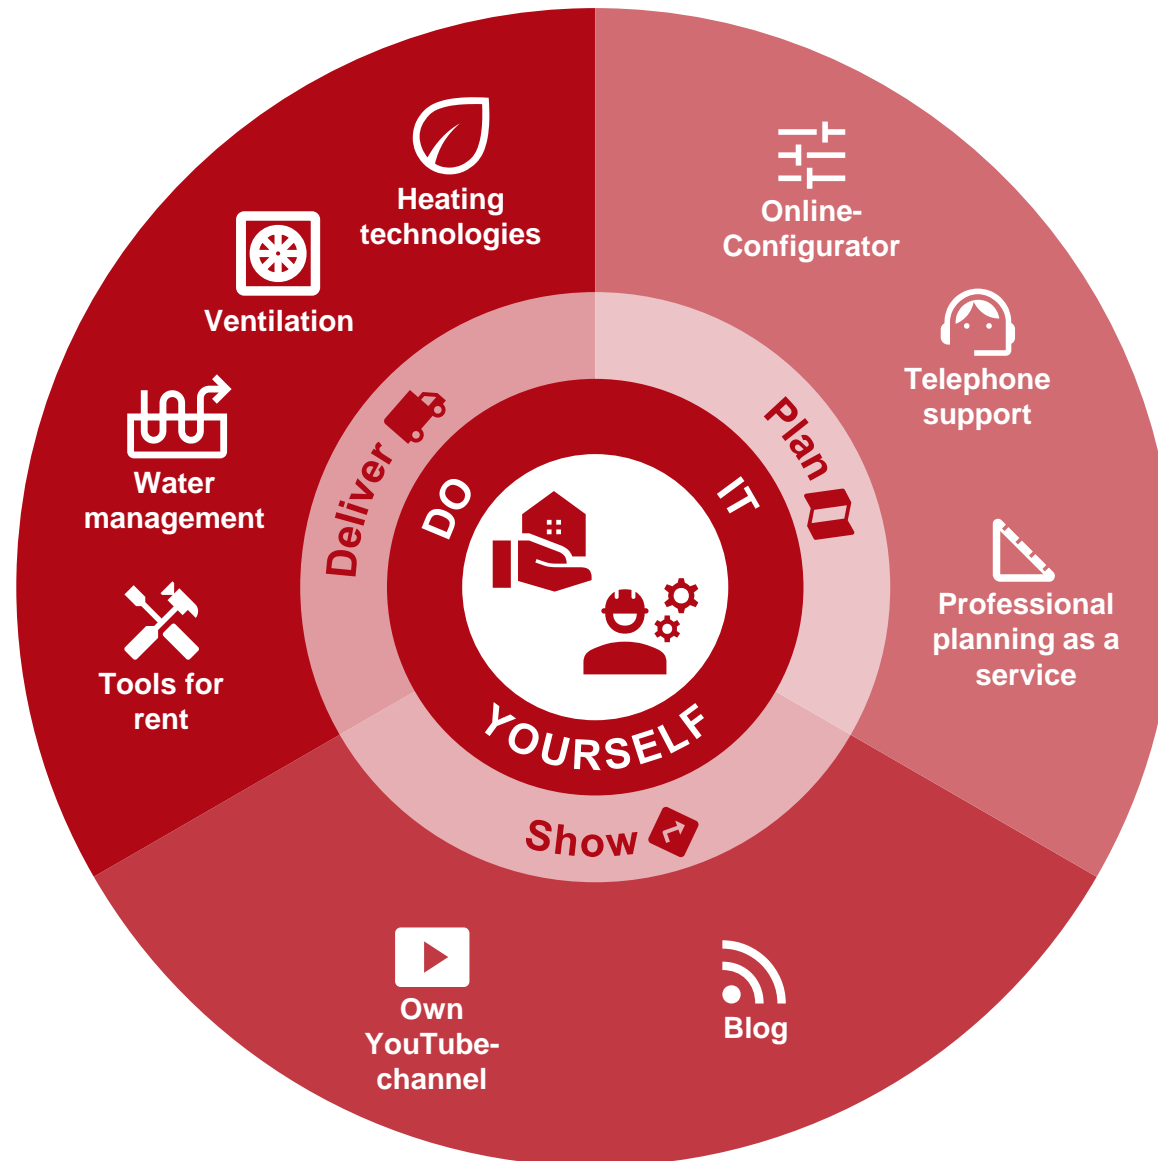 Heating
technologies
Ventilation
Water
management
Tools for
rent
Online-
Configurator
Telephone
support
Professional
planning as a
service
Deliver
Plan
Show
DO
IT
YOURSELF
Own
YouTube-
channel
Blog